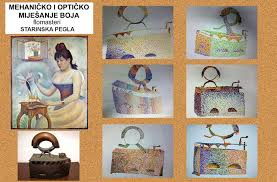 MEHANIČKO I OPTIČKO
MIJEŠANJE BOJA
flomasteri
STARINSKA PEGLA